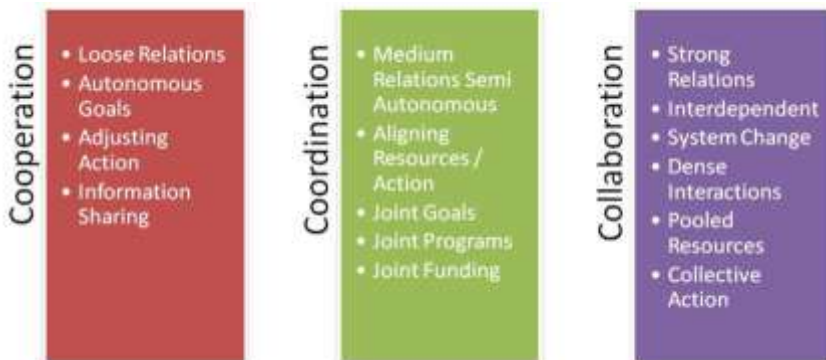 Cooperation
• Loose Relations
• Autonomous
Goals
• Adjusting
Action
• Information
Sharing
Coordination
• Medium
Relations Semi
Autonomous
• Aligning
Resources /
Action
• Joint Goals
• Joint Programs
• Joint Funding
Collaboration
• Strong
Relations
• Interdependent
• System Change
• Dense
Interactions
• Pooled
Resources
• Collective
Action